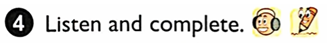 4 Listen and complete.